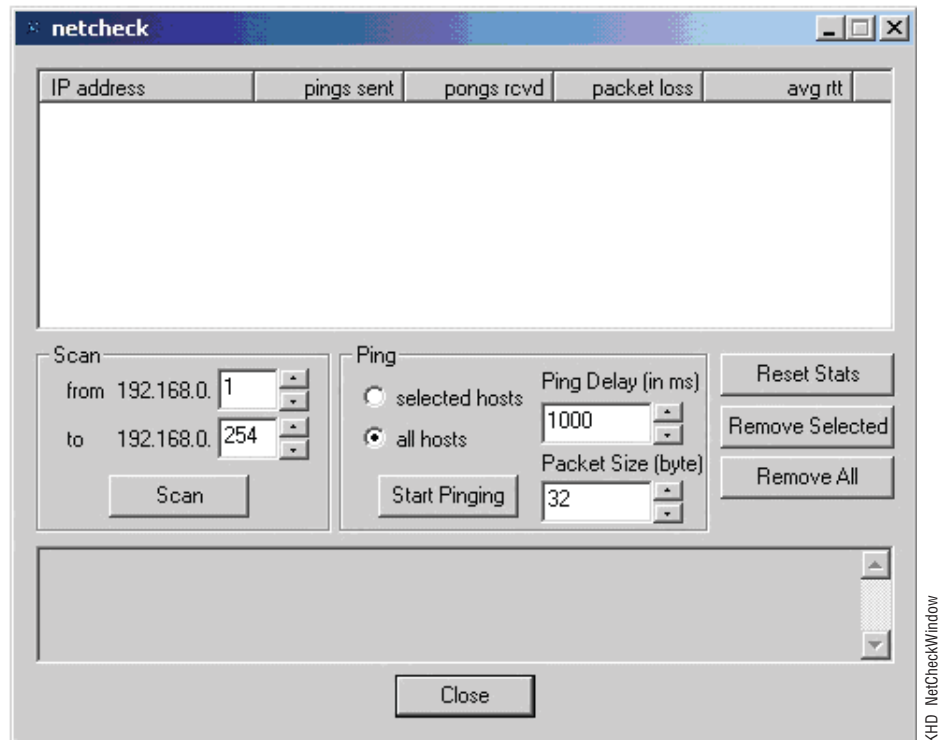 netcheck
IP address pings sent pongs rcvd packet loss avg rtt
Scan
from 192.168.0. 1
to 192.168.0. 254
Scan
Ping
selected hosts
all hosts
Start Pinging
Ping Delay (in ms)
1000
Packet Size (byte)
32
Reset Stats
Remove Selected
Remove All
Close
KHD NetCheckWindow